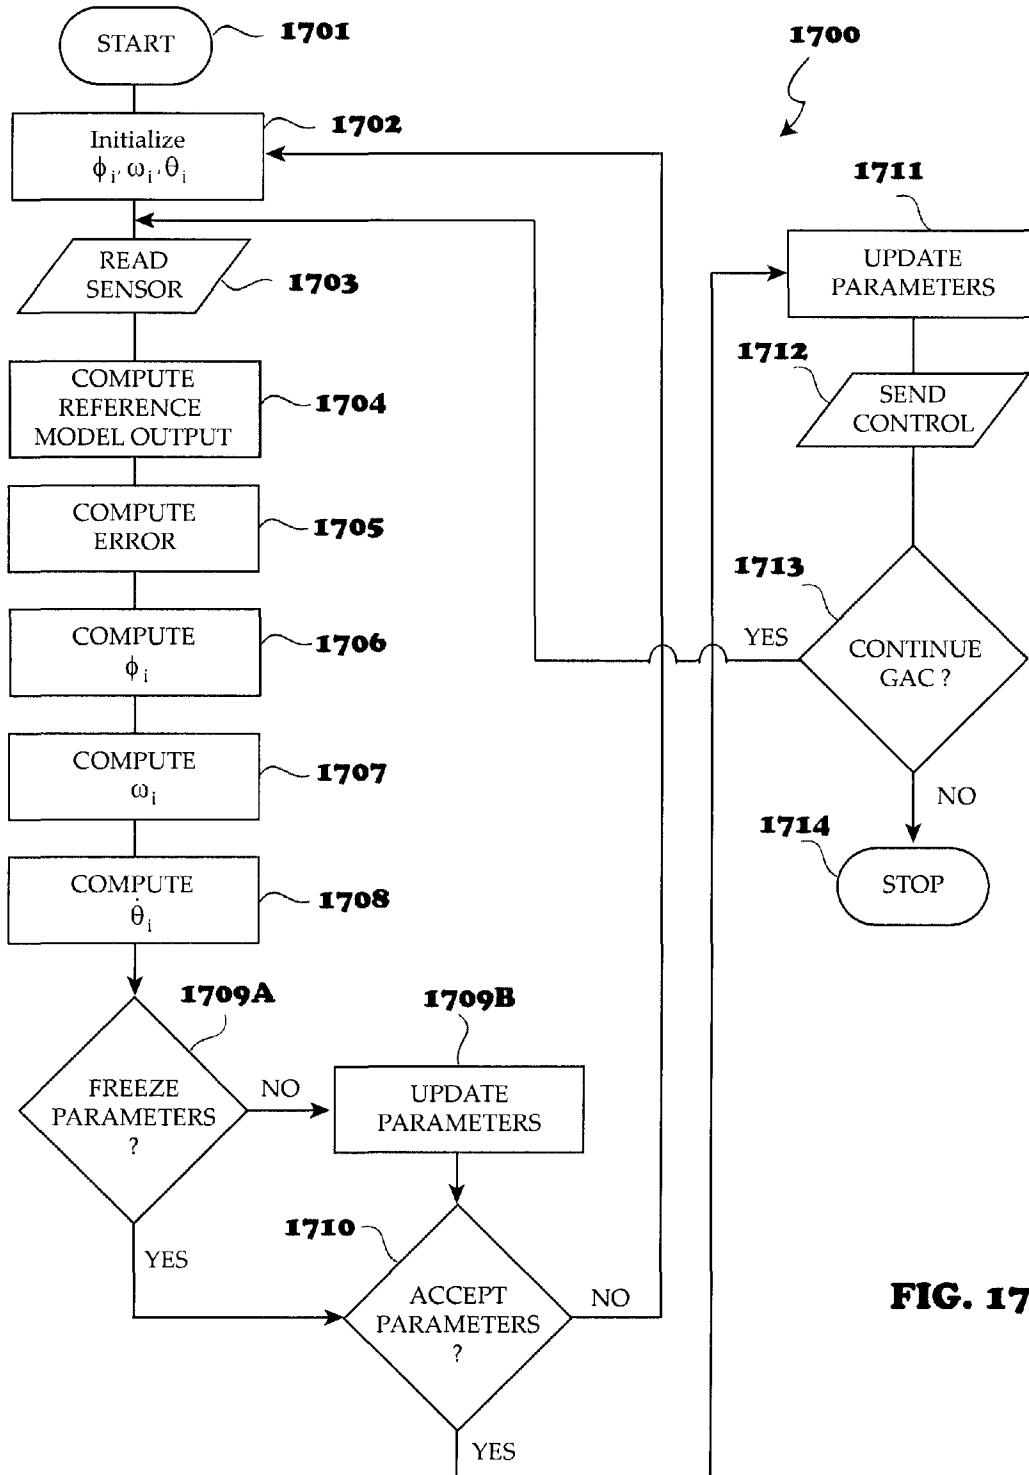 START
1701
1700
Initialize
ϕi, ωi, θi
1702
READ
SENSOR
1703
COMPUTE
REFERENCE
MODEL OUTPUT
1704
COMPUTE
ERROR
1705
COMPUTE
ϕi
1706
COMPUTE
ωi
1707
COMPUTE
θ̇i
1708
1709A
FREEZE
PARAMETERS
?
NO
YES
1709B
UPDATE
PARAMETERS
1710
ACCEPT
PARAMETERS
?
NO
YES
1711
UPDATE
PARAMETERS
1712
SEND
CONTROL
1713
YES
CONTINUE
GAC ?
NO
1714
STOP
FIG. 17